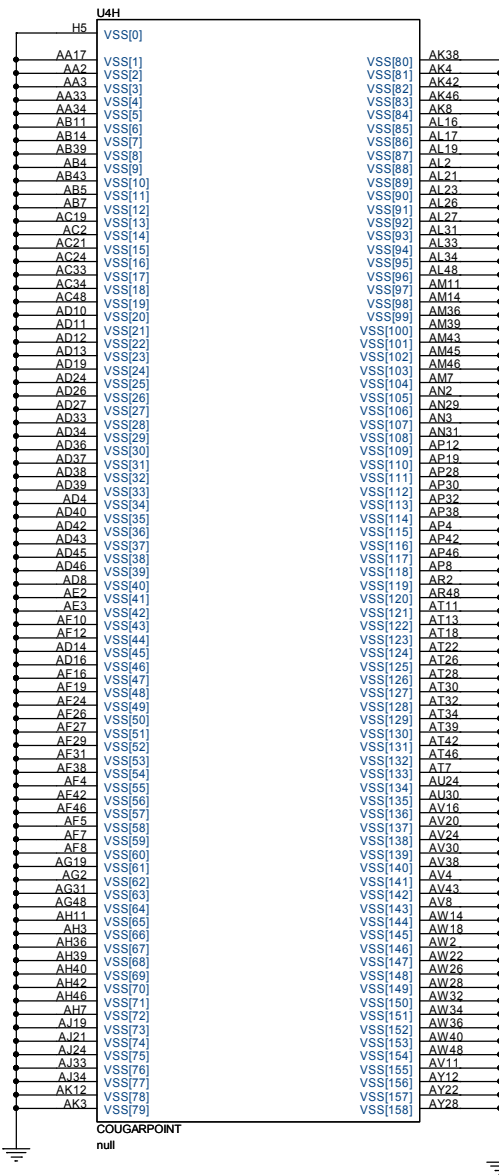 U4H
H5 VSS[0]
AA17 VSS[1] VSS[80] AK38
AA2 VSS[2] VSS[81] AK4
AA3 VSS[3] VSS[82] AK42
AA33 VSS[4] VSS[83] AK46
AA34 VSS[5] VSS[84] AK8
AB11 VSS[6] VSS[85] AL16
AB14 VSS[7] VSS[86] AL17
AB39 VSS[8] VSS[87] AL19
AB4 VSS[9] VSS[88] AL2
AB43 VSS[10] VSS[89] AL21
AB5 VSS[11] VSS[90] AL23
AB7 VSS[12] VSS[91] AL26
AC19 VSS[13] VSS[92] AL27
AC2 VSS[14] VSS[93] AL31
AC21 VSS[15] VSS[94] AL33
AC24 VSS[16] VSS[95] AL34
AC33 VSS[17] VSS[96] AL48
AC34 VSS[18] VSS[97] AM11
AC48 VSS[19] VSS[98] AM14
AD10 VSS[20] VSS[99] AM36
AD11 VSS[21] VSS[100] AM39
AD12 VSS[22] VSS[101] AM43
AD13 VSS[23] VSS[102] AM45
AD19 VSS[24] VSS[103] AM46
AD24 VSS[25] VSS[104] AM7
AD26 VSS[26] VSS[105] AN2
AD27 VSS[27] VSS[106] AN29
AD33 VSS[28] VSS[107] AN3
AD34 VSS[29] VSS[108] AN31
AD36 VSS[30] VSS[109] AP12
AD37 VSS[31] VSS[110] AP19
AD38 VSS[32] VSS[111] AP28
AD39 VSS[33] VSS[112] AP30
AD4 VSS[34] VSS[113] AP32
AD40 VSS[35] VSS[114] AP38
AD42 VSS[36] VSS[115] AP4
AD43 VSS[37] VSS[116] AP42
AD45 VSS[38] VSS[117] AP46
AD46 VSS[39] VSS[118] AP8
AD8 VSS[40] VSS[119] AR2
AE2 VSS[41] VSS[120] AR48
AE3 VSS[42] VSS[121] AT11
AF10 VSS[43] VSS[122] AT13
AF12 VSS[44] VSS[123] AT18
AD14 VSS[45] VSS[124] AT22
AD16 VSS[46] VSS[125] AT26
AF16 VSS[47] VSS[126] AT28
AF19 VSS[48] VSS[127] AT30
AF24 VSS[49] VSS[128] AT32
AF26 VSS[50] VSS[129] AT34
AF27 VSS[51] VSS[130] AT39
AF29 VSS[52] VSS[131] AT42
AF31 VSS[53] VSS[132] AT46
AF38 VSS[54] VSS[133] AT7
AF4 VSS[55] VSS[134] AU24
AF42 VSS[56] VSS[135] AU30
AF46 VSS[57] VSS[136] AV16
AF5 VSS[58] VSS[137] AV20
AF7 VSS[59] VSS[138] AV24
AF8 VSS[60] VSS[139] AV30
AG19 VSS[61] VSS[140] AV38
AG2 VSS[62] VSS[141] AV4
AG31 VSS[63] VSS[142] AV43
AG48 VSS[64] VSS[143] AV8
AH11 VSS[65] VSS[144] AW14
AH3 VSS[66] VSS[145] AW18
AH36 VSS[67] VSS[146] AW2
AH39 VSS[68] VSS[147] AW22
AH40 VSS[69] VSS[148] AW26
AH42 VSS[70] VSS[149] AW28
AH46 VSS[71] VSS[150] AW32
AH7 VSS[72] VSS[151] AW34
AJ19 VSS[73] VSS[152] AW36
AJ21 VSS[74] VSS[153] AW40
AJ24 VSS[75] VSS[154] AW48
AJ33 VSS[76] VSS[155] AV11
AJ34 VSS[77] VSS[156] AY12
AK12 VSS[78] VSS[157] AY22
AK3 VSS[79] VSS[158] AY28
COUGARPOINT
null